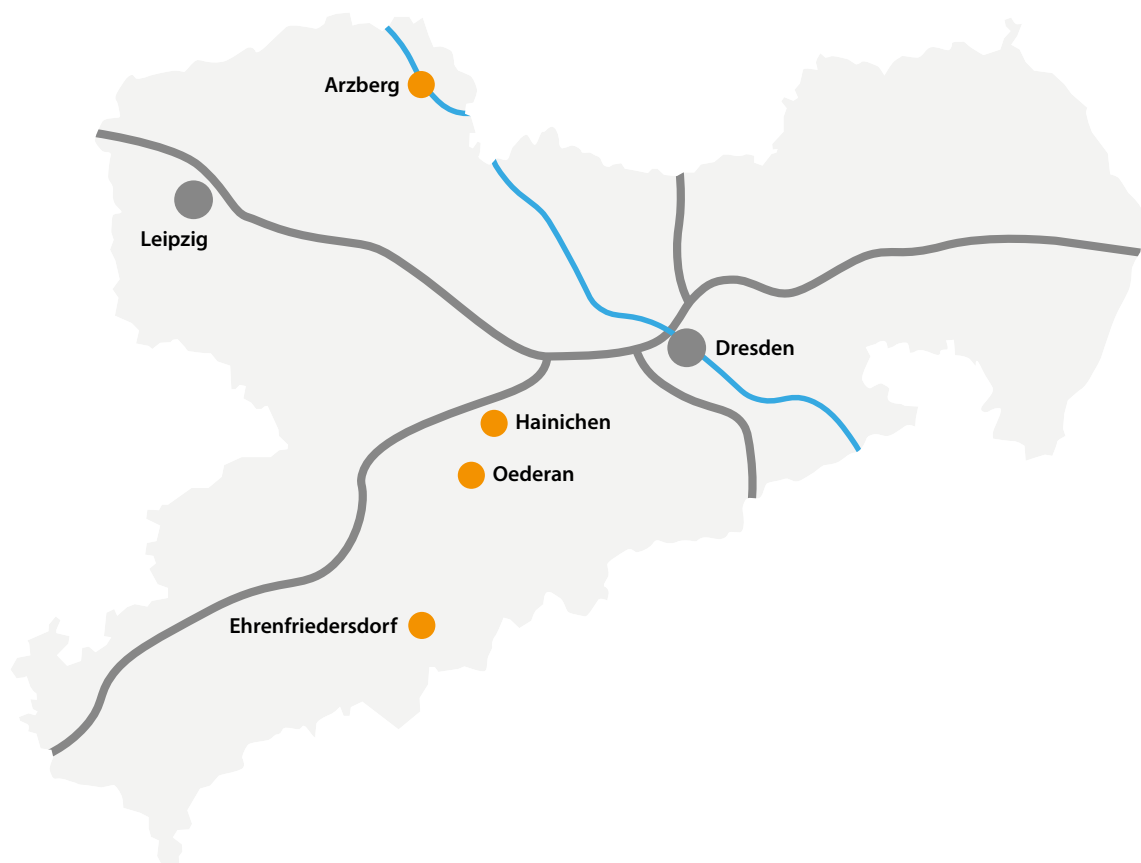 Arzberg
Leipzig
Dresden
Hainichen
Oederan
Ehrenfriedersdorf